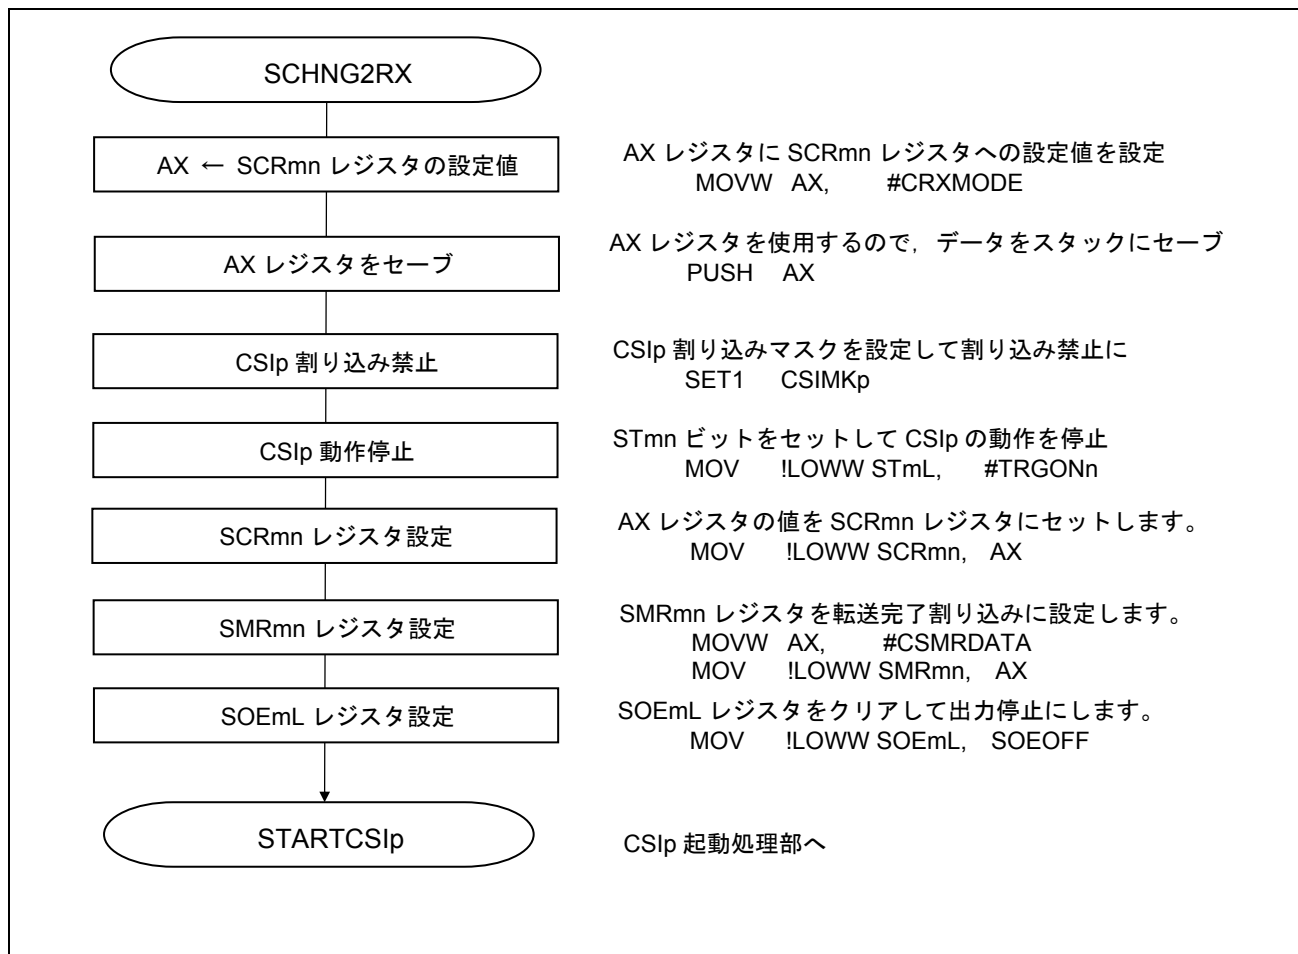 SCHNG2RX
AX ← SCRmn レジスタの設定値
AX レジスタに SCRmn レジスタへの設定値を設定
MOVW AX, #CRXMODE
AX レジスタをセーブ
AX レジスタを使用するので，データをスタックにセーブ
PUSH AX
CSIp 割り込み禁止
CSIp 割り込みマスクを設定して割り込み禁止に
SET1 CSIMKp
CSIp 動作停止
STmn ビットをセットして CSIp の動作を停止
MOV !LOWW STmL, #TRGONn
SCRmn レジスタ設定
AX レジスタの値を SCRmn レジスタにセットします。
MOV !LOWW SCRmn, AX
SMRmn レジスタ設定
SMRmn レジスタを転送完了割り込みに設定します。
MOVW AX, #CSMRDATA
MOV !LOWW SMRmn, AX
SOEmL レジスタ設定
SOEmL レジスタをクリアして出力停止にします。
MOV !LOWW SOEmL, SOEOFF
STARTCSIp
CSIp 起動処理部へ